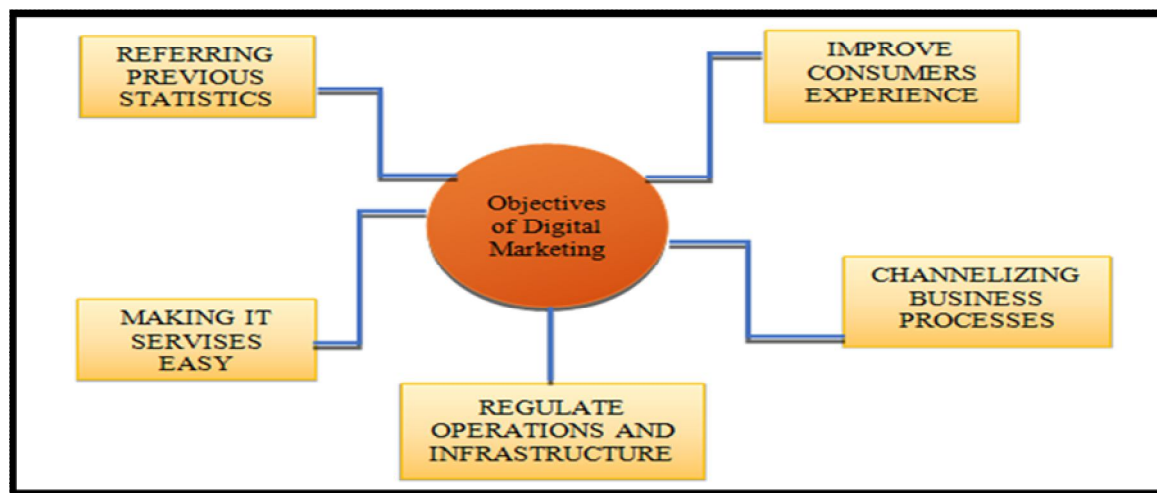 REFERRING
PREVIOUS
STATISTICS
IMPROVE
CONSUMERS
EXPERIENCE
Objectives
of Digital
Marketing
MAKING IT
SERVISES
EASY
CHANNELIZING
BUSINESS
PROCESSES
REGULATE
OPERATIONS AND
INFRASTRUCTURE